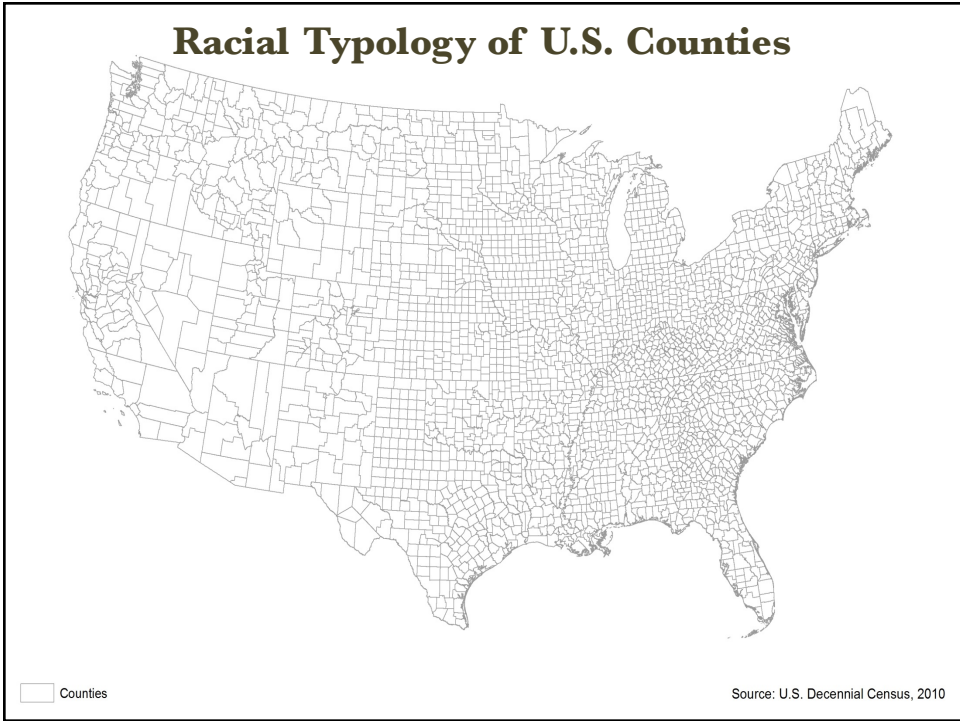 Racial Typology of U.S. Counties
Counties
Source: U.S. Decennial Census, 2010